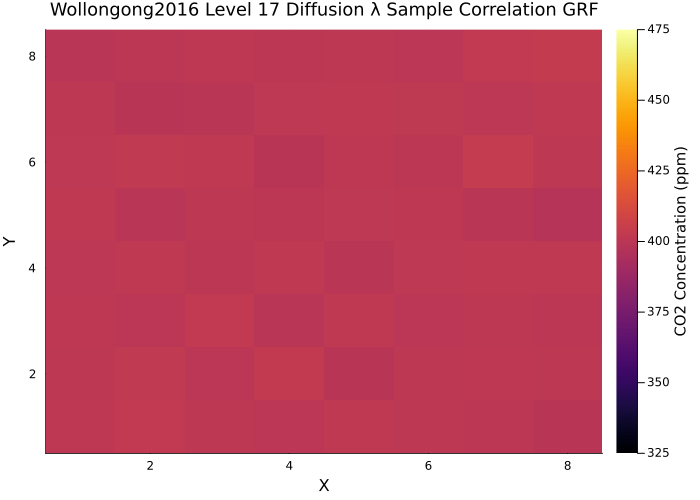 Wollongong2016 Level 17 Diffusion λ Sample Correlation GRF
8
6
4
2
Y
2 4 6 8
X
475
450
425
400
375
350
325
CO2 Concentration (ppm)